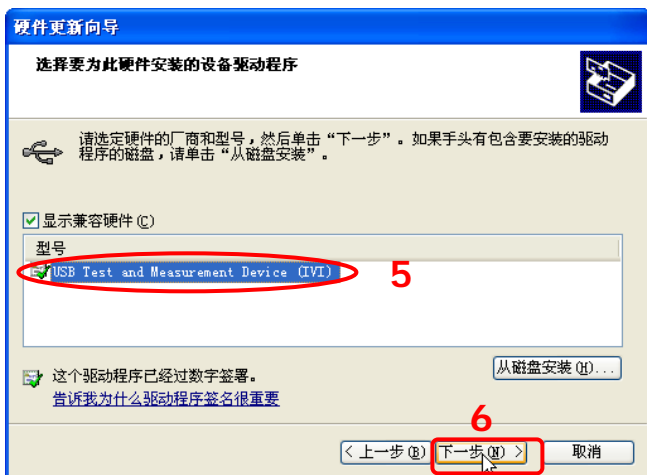 硬件更新向导
选择要为此硬件安装的设备驱动程序
请选定硬件的厂商和型号，然后单击“下一步”。如果手头有包含要安装的驱动
程序的磁盘，请单击“从磁盘安装”。
显示兼容硬件(C)
型号
USB Test and Measurement Device (IVI)
5
这个驱动程序已经过数字签署。
从磁盘安装(H)...
告诉我为什么驱动程序签名很重要
6
< 上一步(B)
下一步(N) >
取消